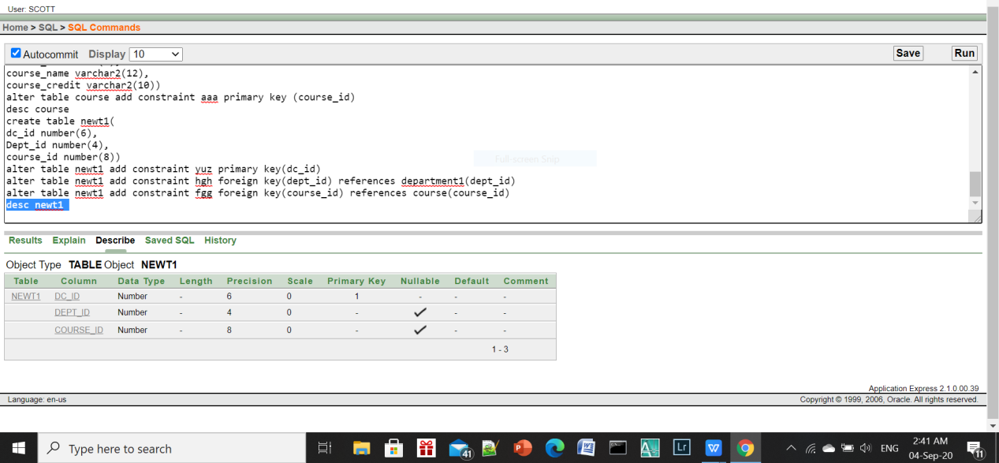 User: SCOTT
Home > SQL > SQL Commands
Autocommit Display 10 Save Run
course_name varchar2(12),
course_credit varchar2(10))
alter table course add constraint aaa primary key (course_id)
desc course
create table newt1(
dc_id number(6),
Dept_id number(4),
course_id number(8))
Full-screen Snip
alter table newt1 add constraint yuz primary key(dc_id)
alter table newt1 add constraint hgh foreign key(dept_id) references department1(dept_id)
alter table newt1 add constraint fgg foreign key(course_id) references course(course_id)
desc newt1
Results Explain Describe Saved SQL History
Object Type TABLE Object NEWT1
Table Column Data Type Length Precision Scale Primary Key Nullable Default Comment
NEWT1 DC_ID Number - 6 0 1 - - -
DEPT_ID Number - 4 0 - - -
COURSE_ID Number - 8 0 - - -
1 - 3
Application Express 2.1.0.00.39
Language: en-us Copyright © 1999, 2006, Oracle. All rights reserved.
Type here to search 41 P W A Lr W ENG 2:41 AM 11
04-Sep-20